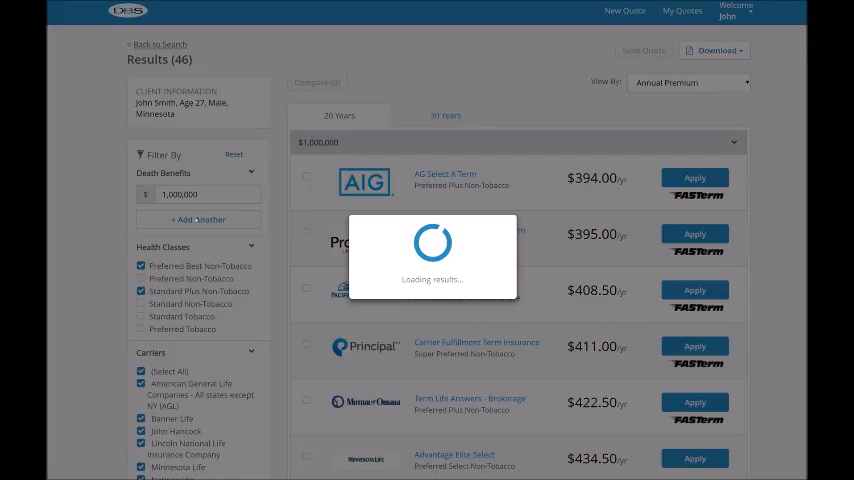 DBS
New Quote
My Quotes
Welcome
John
< Back to Search
Results (46)
Save Quote
Download
CLIENT INFORMATION
John Smith, Age 27, Male,
Minnesota
Compare (0)
View By:
Annual Premium
20 Years
30 Years
Filter By
Reset
Death Benefits
$ 1,000,000
+ Add Another
Health Classes
Preferred Best Non-Tobacco
Preferred Non-Tobacco
Standard Plus Non-Tobacco
Standard Non-Tobacco
Standard Tobacco
Preferred Tobacco
Carriers
(Select All)
American General Life
Companies - All states except
NY (AGL)
Banner Life
John Hancock
Lincoln National Life
Insurance Company
Minnesota Life
$1,000,000
AIG
AG Select A Term
Preferred Plus Non-Tobacco
$394.00/yr
Apply
FASTerm
$395.00/yr
Apply
FASTerm
Loading results...
$408.50/yr
Apply
FASTerm
Principal
Carrier Fulfillment Term Insurance
Super Preferred Non-Tobacco
$411.00/yr
Apply
FASTerm
Mutual of Omaha
Term Life Answers - Brokerage
Preferred Plus Non-Tobacco
$422.50/yr
Apply
FASTerm
MINNESOTA LIFE
Advantage Elite Select
Preferred Select Non-Tobacco
$434.50/yr
Apply